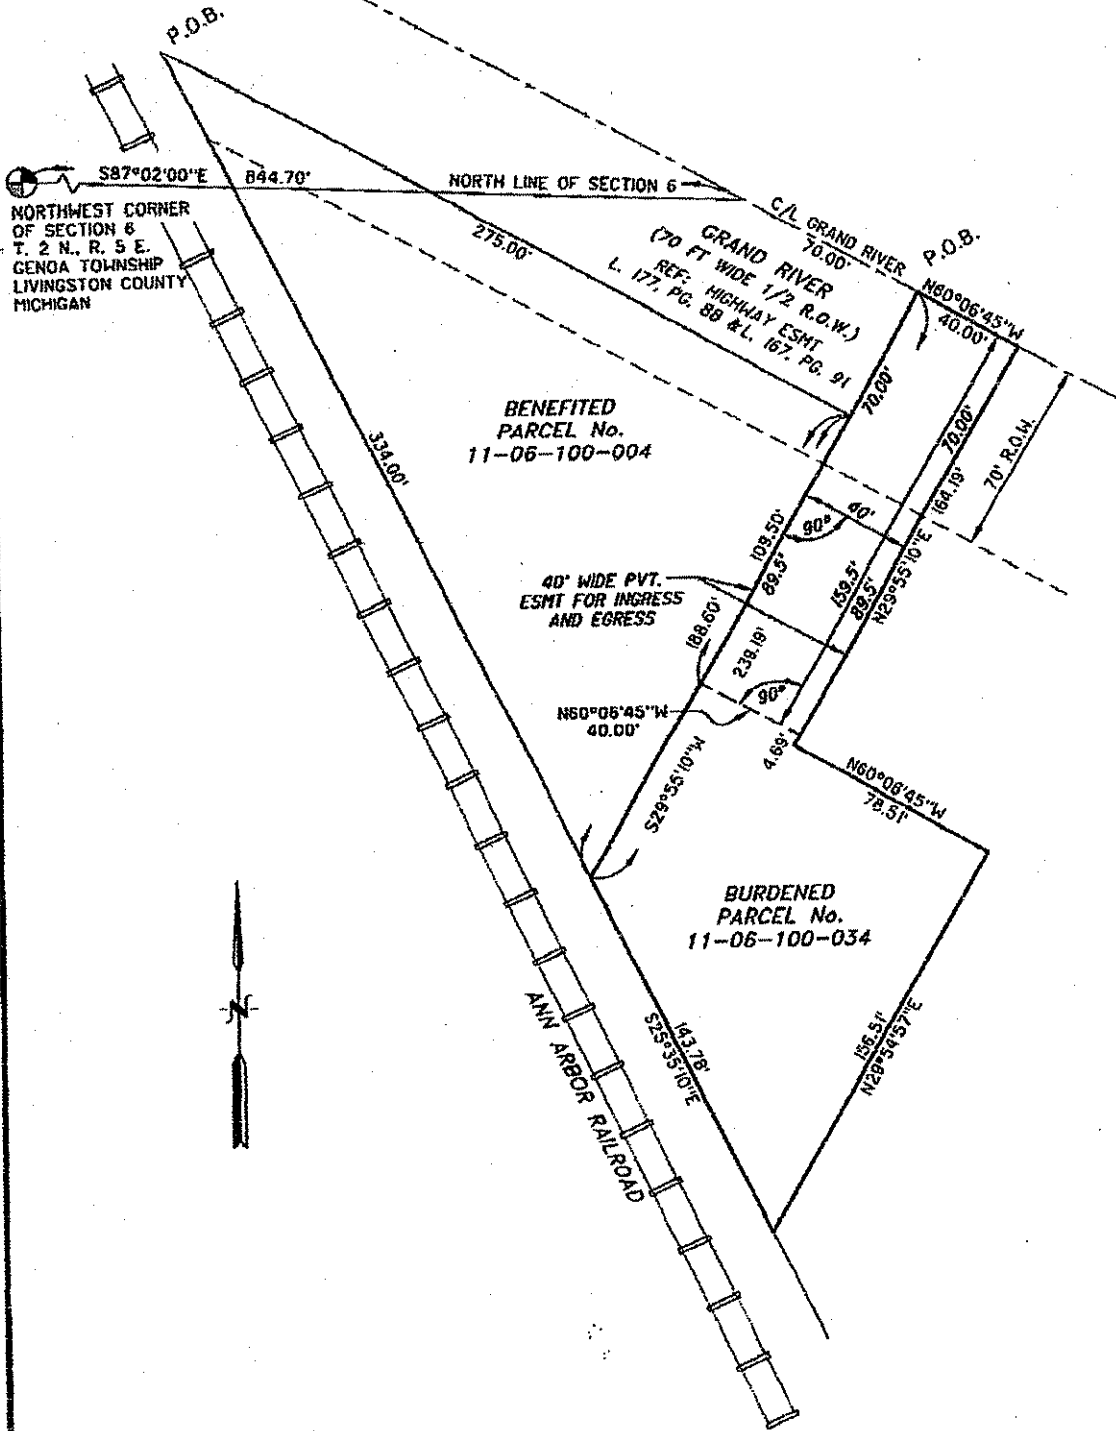 P.O.B.
S87°02'00"E 844.70'
NORTH LINE OF SECTION 6
NORTHWEST CORNER
OF SECTION 6
T. 2 N., R. 5 E.
GENOA TOWNSHIP
LIVINGSTON COUNTY
MICHIGAN
C/L GRAND RIVER
70.00'
P.O.B.
N60°06'45"W
40.00'
275.00'
GRAND RIVER
(70 FT WIDE 1/2 R.O.W.)
REF: HIGHWAY ESMT
L. 177, PG. 88 & L. 167, PG. 91
70.00'
70.00'
164.19'
70' R.O.W.
BENEFITED
PARCEL No.
11-06-100-004
334.00'
40'
90°
109.50'
89.5'
159.5'
89.5'
N29°55'10"E
40' WIDE PVT.
ESMT FOR INGRESS
AND EGRESS
188.60'
239.19'
90°
N60°06'45"W
40.00'
4.69'
S29°55'10"W
N60°06'45"W
78.51'
BURDENED
PARCEL No.
11-06-100-034
ANN ARBOR RAILROAD
143.78'
S25°35'10"E
156.51'
N29°54'57"E
N